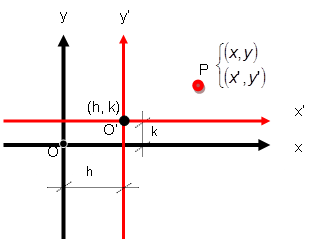 y
y'
P
(x, y)
(x', y')
(h, k)
x'
O'
k
O
x
h